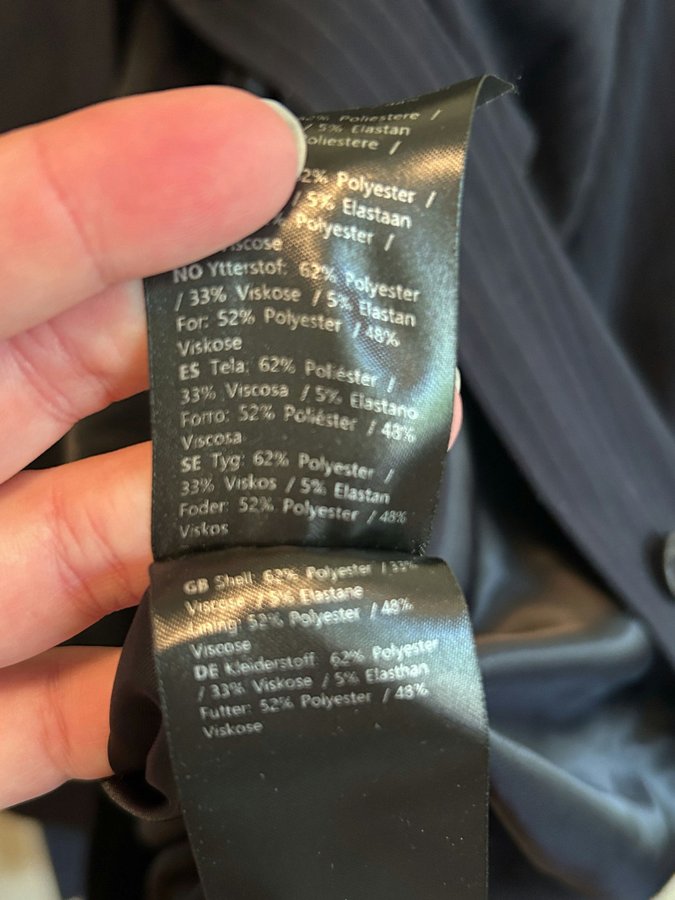 Poliestere /
/ 5% Elastan
Poliestere /
62% Polyester /
/ 5% Elastaan
Polyester /
Viscose
NO Ytterstof: 62% Polyester
/ 33% Viskose / 5% Elastan
For: 52% Polyester / 48%
Viskose
ES Tela: 62% Poliéster /
33% Viscosa / 5% Elastano
Forro: 52% Poliéster / 48%
Viscosa
SE Tyg: 62% Polyester /
33% Viskos / 5% Elastan
Foder: 52% Polyester / 48%
Viskos
GB Shell: 62% Polyester / 33%
Viscose / 5% Elastane
Lining: 52% Polyester / 48%
Viscose
DE Kleiderstoff: 62% Polyester
/ 33% Viskose / 5% Elasthan
Futter: 52% Polyester / 48%
Viskose